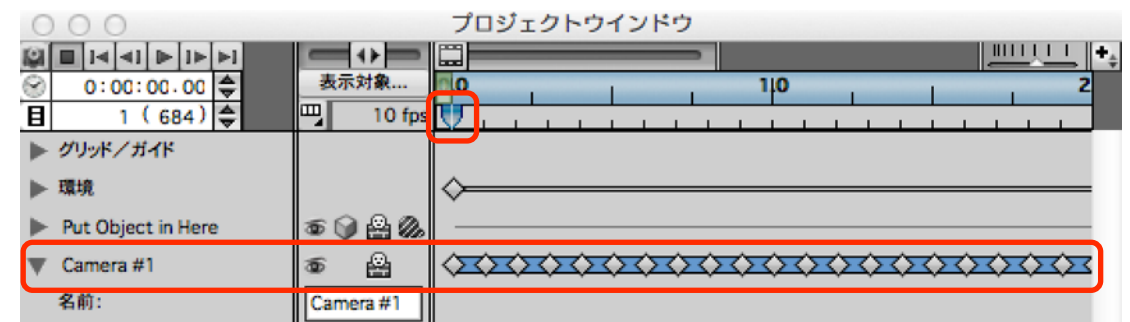 プロジェクトウインドウ
0:00:00.00
表示対象...
0 1,0 2
1 ( 684)
10 fps
グリッド／ガイド
環境
Put Object in Here
Camera #1
名前:
Camera #1